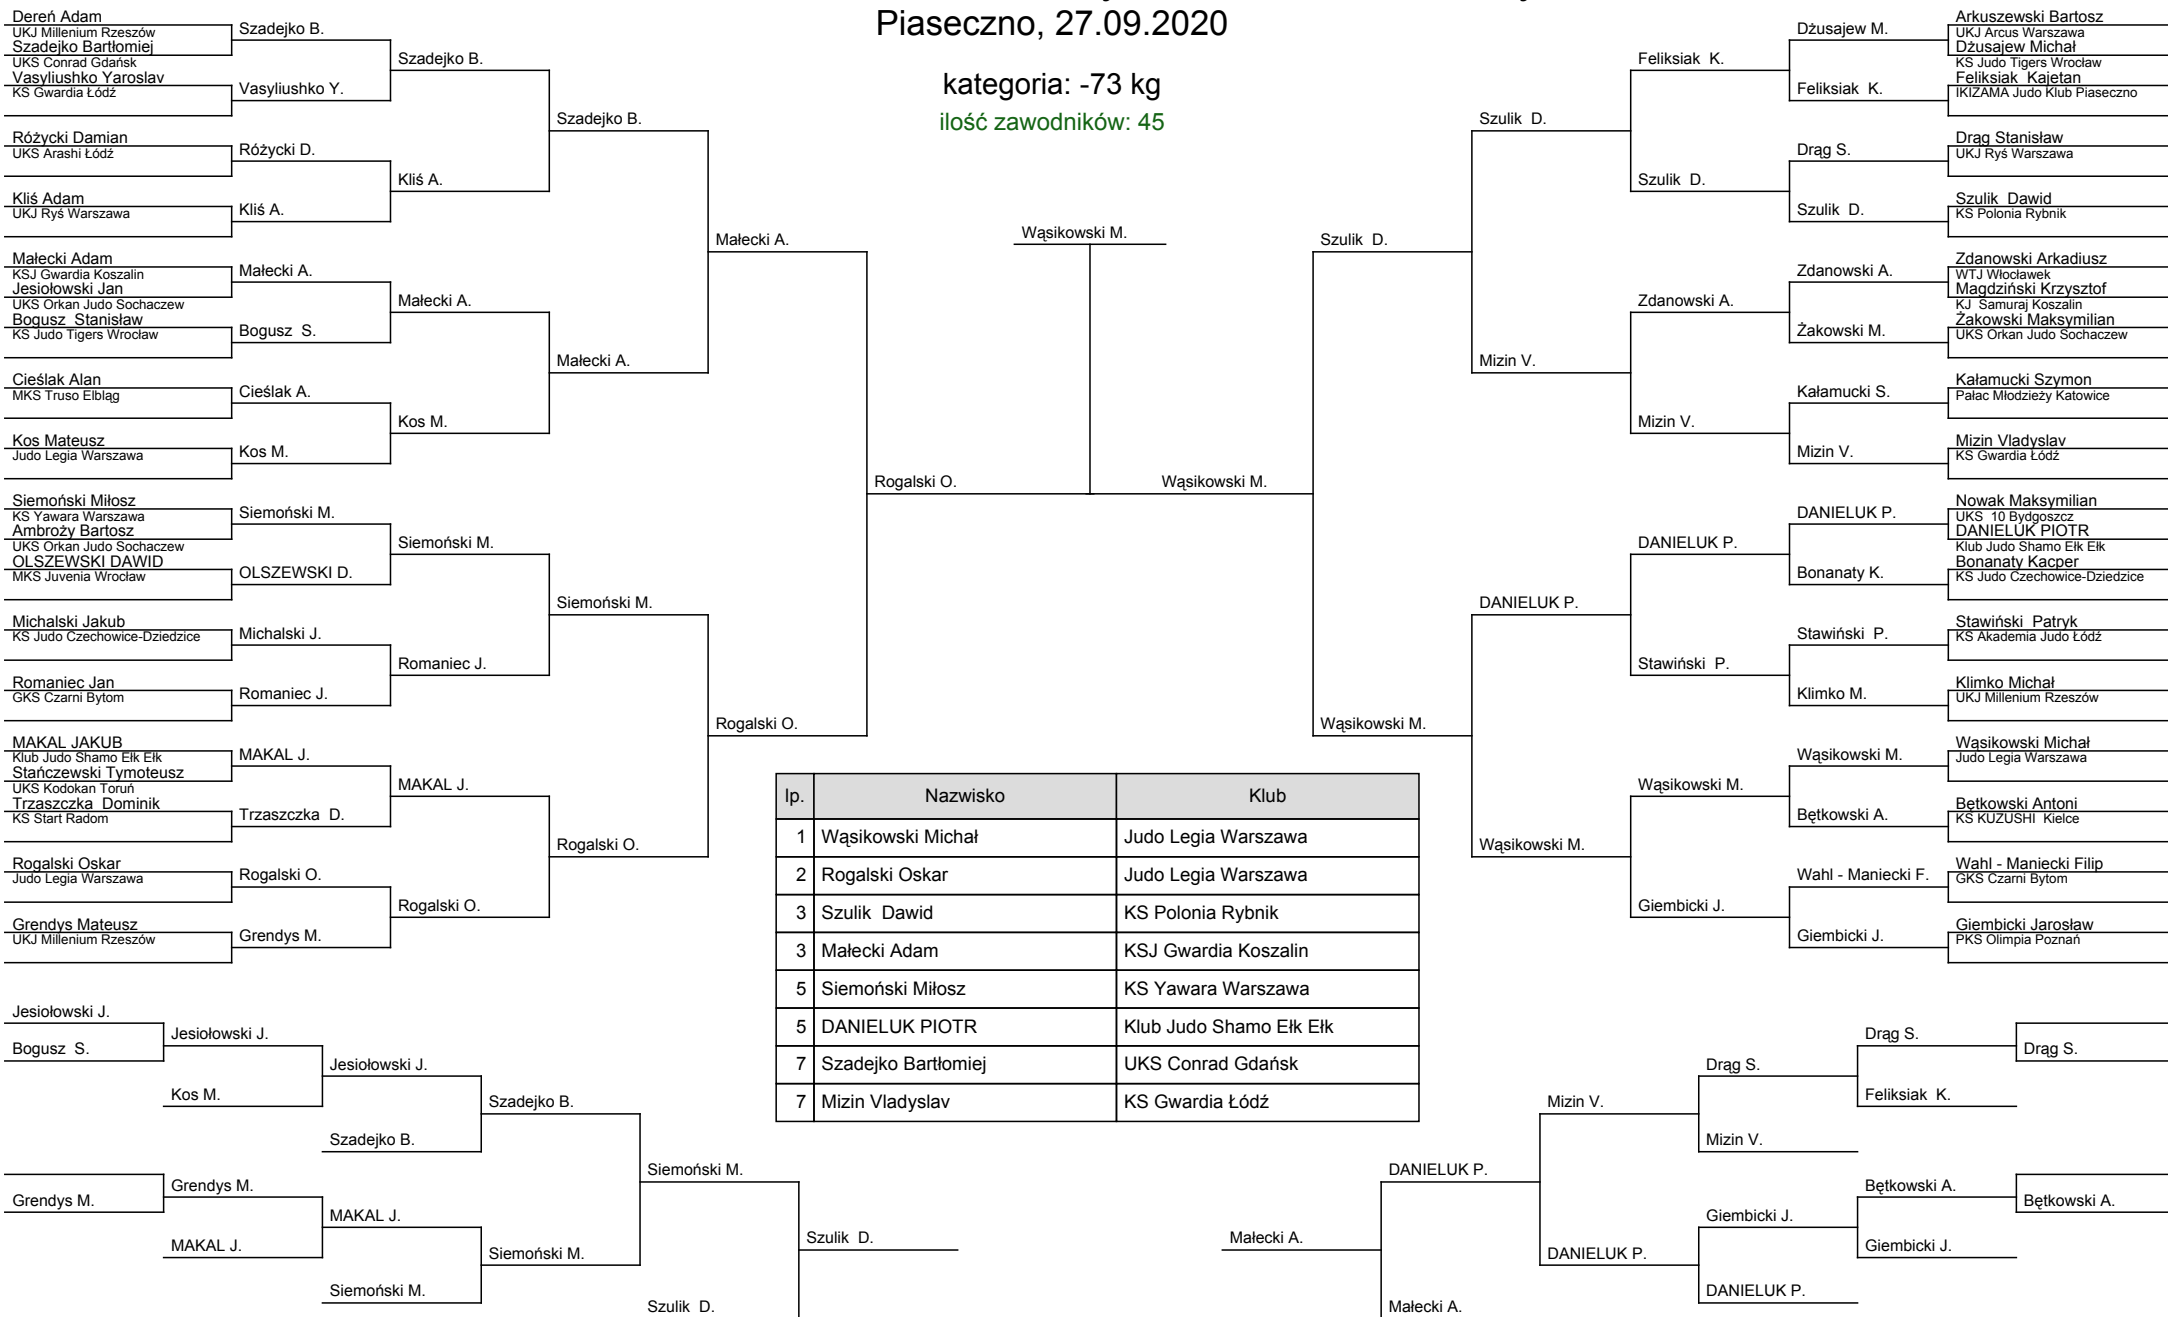 Piaseczno, 27.09.2020
kategoria: -73 kg
ilość zawodników: 45
Dereń Adam
UKJ Millenium Rzeszów
Szadejko Bartłomiej
UKS Conrad Gdańsk
Vasyliushko Yaroslav
KS Gwardia Łódź
Różycki Damian
UKS Arashi Łódź
Kliś Adam
UKJ Ryś Warszawa
Małecki Adam
KSJ Gwardia Koszalin
Jesiołowski Jan
UKS Orkan Judo Sochaczew
Bogusz Stanisław
KS Judo Tigers Wrocław
Cieślak Alan
MKS Truso Elbląg
Kos Mateusz
Judo Legia Warszawa
Siemoński Miłosz
KS Yawara Warszawa
Ambroży Bartosz
UKS Orkan Judo Sochaczew
OLSZEWSKI DAWID
MKS Juvenia Wrocław
Michalski Jakub
KS Judo Czechowice-Dziedzice
Romaniec Jan
GKS Czarni Bytom
MAKAL JAKUB
Klub Judo Shamo Ełk Ełk
Stańczewski Tymoteusz
UKS Kodokan Toruń
Trzaszczka Dominik
KS Start Radom
Rogalski Oskar
Judo Legia Warszawa
Grendys Mateusz
UKJ Millenium Rzeszów
Szadejko B.
Vasyliushko Y.
Różycki D.
Kliś A.
Małecki A.
Bogusz S.
Cieślak A.
Kos M.
Siemoński M.
OLSZEWSKI D.
Michalski J.
Romaniec J.
MAKAL J.
Trzaszczka D.
Rogalski O.
Grendys M.
Szadejko B.
Kliś A.
Małecki A.
Kos M.
Siemoński M.
Romaniec J.
MAKAL J.
Rogalski O.
Szadejko B.
Małecki A.
Siemoński M.
Rogalski O.
Małecki A.
Rogalski O.
Rogalski O.
Wąsikowski M.
Wąsikowski M.
Szulik D.
Wąsikowski M.
Szulik D.
Mizin V.
DANIELUK P.
Wąsikowski M.
Feliksiak K.
Szulik D.
Zdanowski A.
Mizin V.
DANIELUK P.
Stawiński P.
Wąsikowski M.
Giembicki J.
Dżusajew M.
Feliksiak K.
Drąg S.
Szulik D.
Zdanowski A.
Żakowski M.
Kałamucki S.
Mizin V.
DANIELUK P.
Bonanaty K.
Stawiński P.
Klimko M.
Wąsikowski M.
Bętkowski A.
Wahl - Maniecki F.
Giembicki J.
Arkuszewski Bartosz
UKJ Arcus Warszawa
Dżusajew Michał
KS Judo Tigers Wrocław
Feliksiak Kajetan
IKIZAMA Judo Klub Piaseczno
Drąg Stanisław
UKJ Ryś Warszawa
Szulik Dawid
KS Polonia Rybnik
Zdanowski Arkadiusz
WTJ Włocławek
Magdziński Krzysztof
KJ Samuraj Koszalin
Żakowski Maksymilian
UKS Orkan Judo Sochaczew
Kałamucki Szymon
Pałac Młodzieży Katowice
Mizin Vladyslav
KS Gwardia Łódź
Nowak Maksymilian
UKS 10 Bydgoszcz
DANIELUK PIOTR
Klub Judo Shamo Ełk Ełk
Bonanaty Kacper
KS Judo Czechowice-Dziedzice
Stawiński Patryk
KS Akademia Judo Łódź
Klimko Michał
UKJ Millenium Rzeszów
Wąsikowski Michał
Judo Legia Warszawa
Bętkowski Antoni
KS KUZUSHI Kielce
Wahl - Maniecki Filip
GKS Czarni Bytom
Giembicki Jarosław
PKS Olimpia Poznań
lp. Nazwisko Klub
1 Wąsikowski Michał Judo Legia Warszawa
2 Rogalski Oskar Judo Legia Warszawa
3 Szulik Dawid KS Polonia Rybnik
3 Małecki Adam KSJ Gwardia Koszalin
5 Siemoński Miłosz KS Yawara Warszawa
5 DANIELUK PIOTR Klub Judo Shamo Ełk Ełk
7 Szadejko Bartłomiej UKS Conrad Gdańsk
7 Mizin Vladyslav KS Gwardia Łódź
Jesiołowski J.
Bogusz S.
Grendys M.
Jesiołowski J.
Kos M.
Grendys M.
MAKAL J.
Jesiołowski J.
Szadejko B.
MAKAL J.
Siemoński M.
Szadejko B.
Siemoński M.
Siemoński M.
Szulik D.
Szulik D.
Małecki A.
DANIELUK P.
Małecki A.
Mizin V.
DANIELUK P.
Drąg S.
Mizin V.
Giembicki J.
DANIELUK P.
Drąg S.
Feliksiak K.
Bętkowski A.
Giembicki J.
Drąg S.
Bętkowski A.